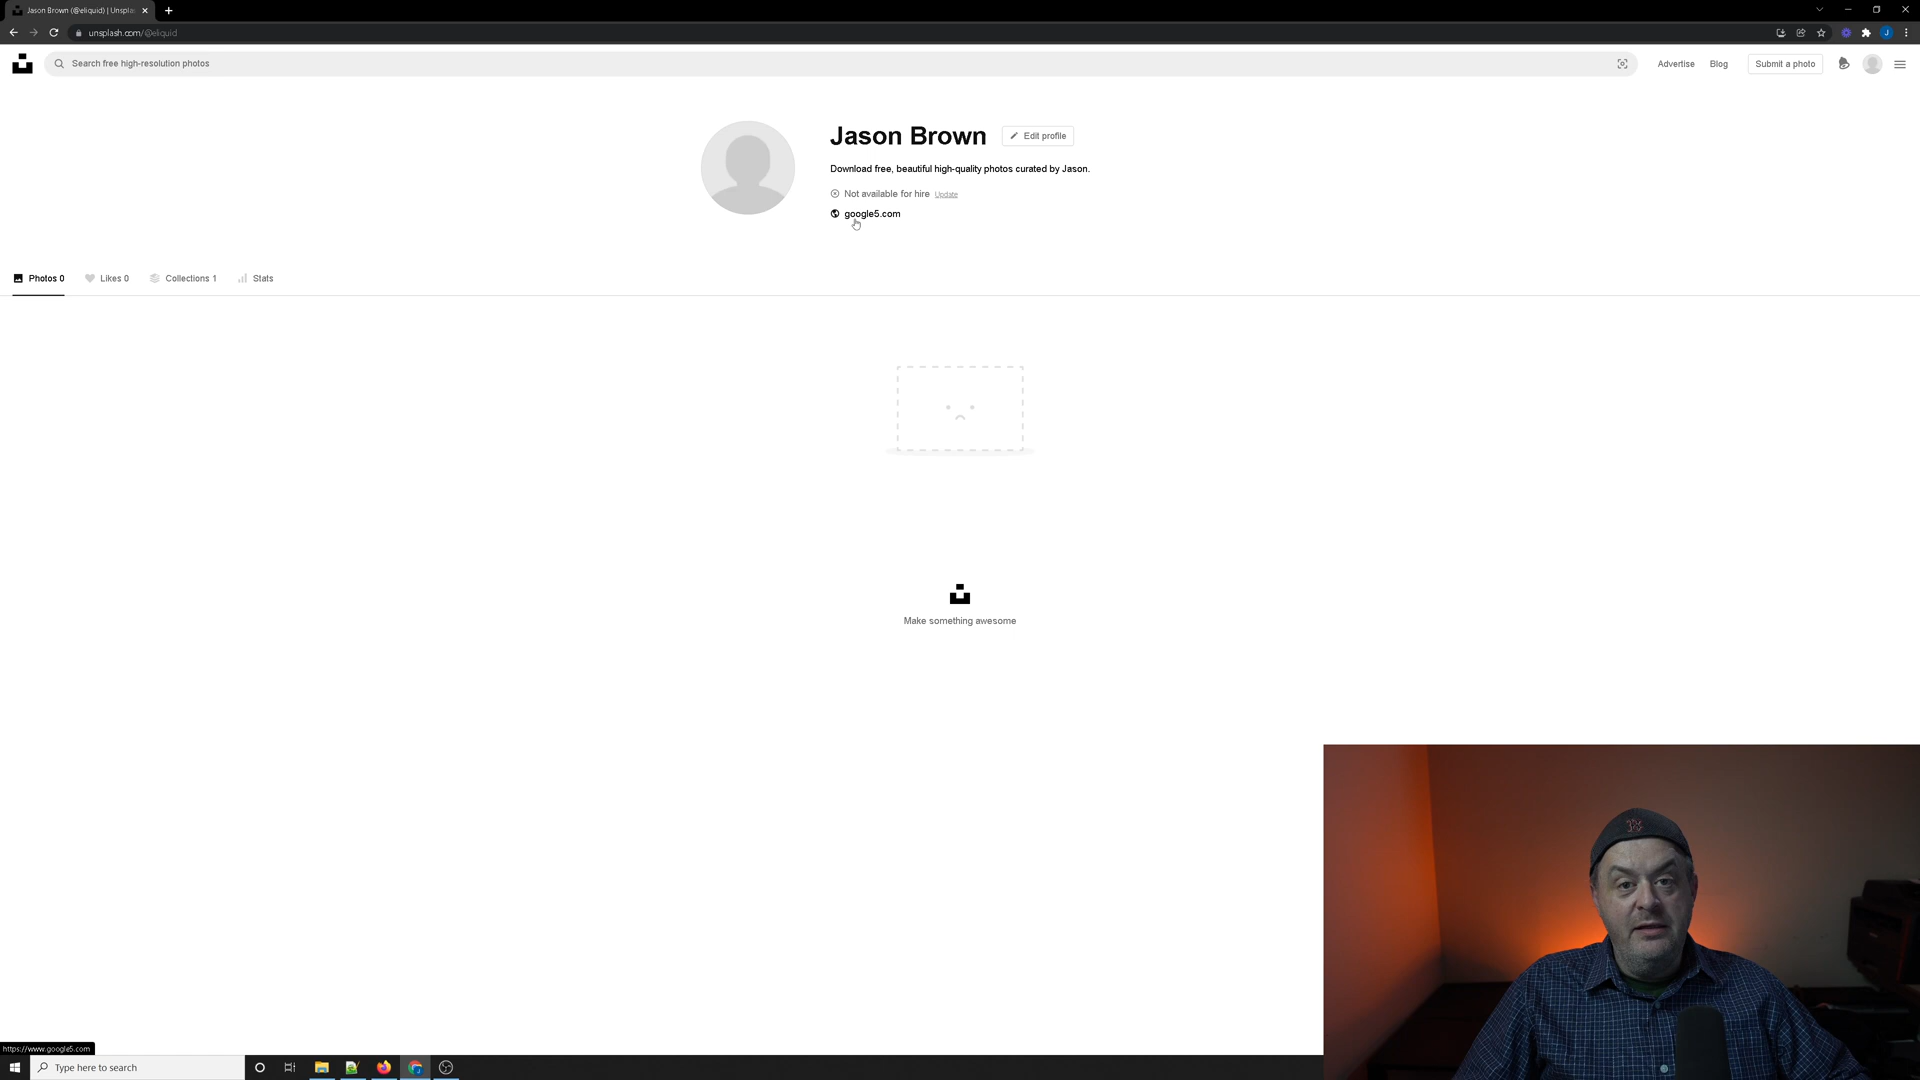 Jason Brown (@eliquid) | Unspla
unsplash.com/@eliquid
J
Search free high-resolution photos
Advertise
Blog
Submit a photo
Jason Brown
Edit profile
Download free, beautiful high-quality photos curated by Jason.
Not available for hire Update
google5.com
Photos 0
Likes 0
Collections 1
Stats
Make something awesome
https://www.google5.com
Type here to search